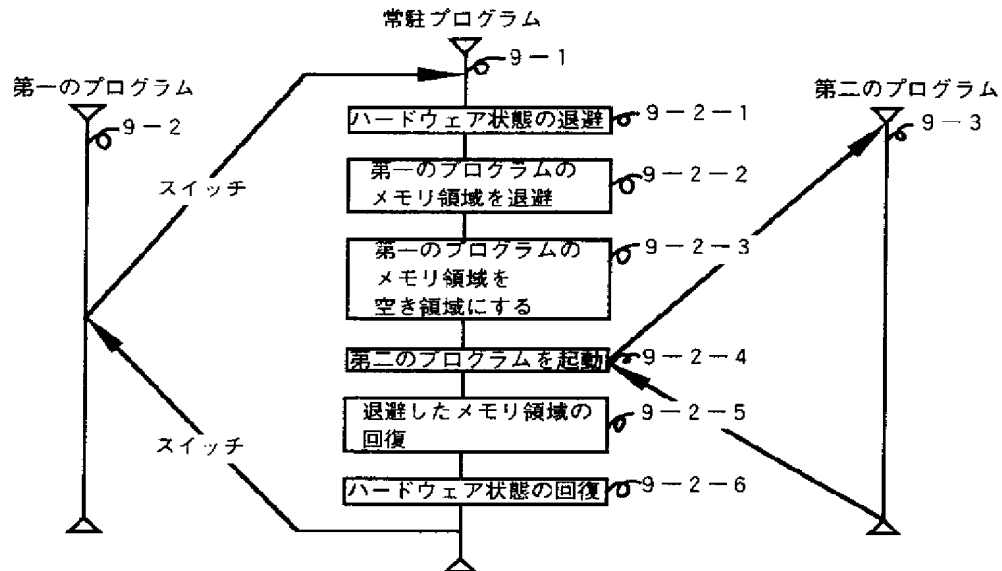 常駐プログラム
9-1
第一のプログラム
9-2
第二のプログラム
9-3
ハードウェア状態の退避
9-2-1
第一のプログラムの
メモリ領域を退避
9-2-2
スイッチ
第一のプログラムの
メモリ領域を
空き領域にする
9-2-3
第二のプログラムを起動
9-2-4
退避したメモリ領域の
回復
9-2-5
スイッチ
ハードウェア状態の回復
9-2-6